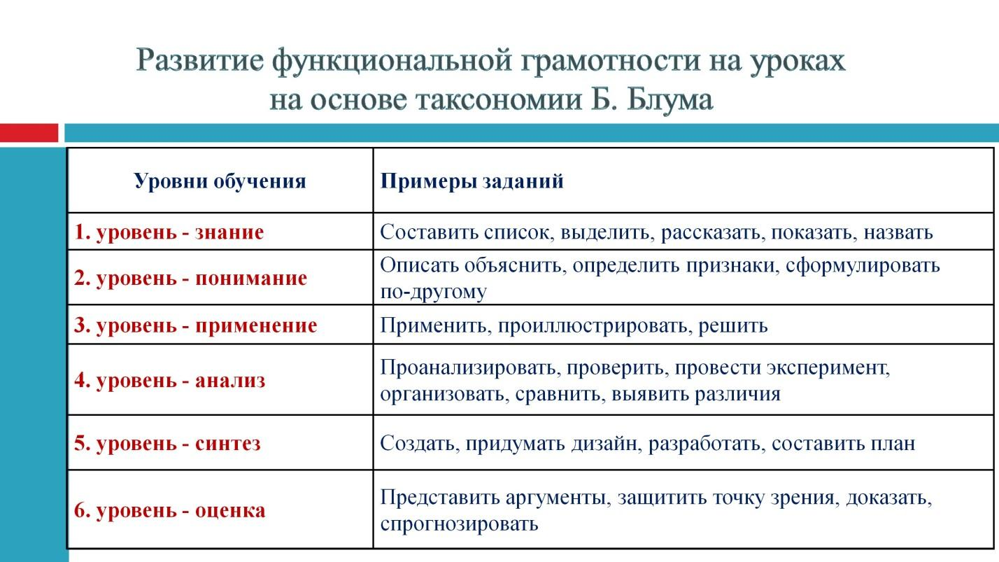 Развитие функциональной грамотности на уроках
на основе таксономии Б. Блума
Уровни обучения
Примеры заданий
1. уровень - знание
Составить список, выделить, рассказать, показать, назвать
2. уровень - понимание
Описать объяснить, определить признаки, сформулировать
по-другому
3. уровень - применение
Применить, проиллюстрировать, решить
4. уровень - анализ
Проанализировать, проверить, провести эксперимент,
организовать, сравнить, выявить различия
5. уровень - синтез
Создать, придумать дизайн, разработать, составить план
6. уровень - оценка
Представить аргументы, защитить точку зрения, доказать,
спрогнозировать